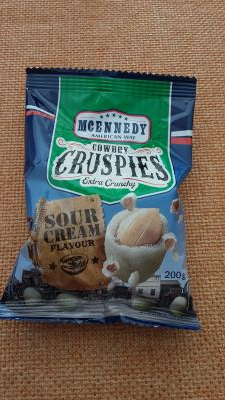 McENNEDY
AMERICAN WAY
COWBOY
CRUSPIES
Extra Crunchy
SOUR
CREAM
FLAVOUR
200g